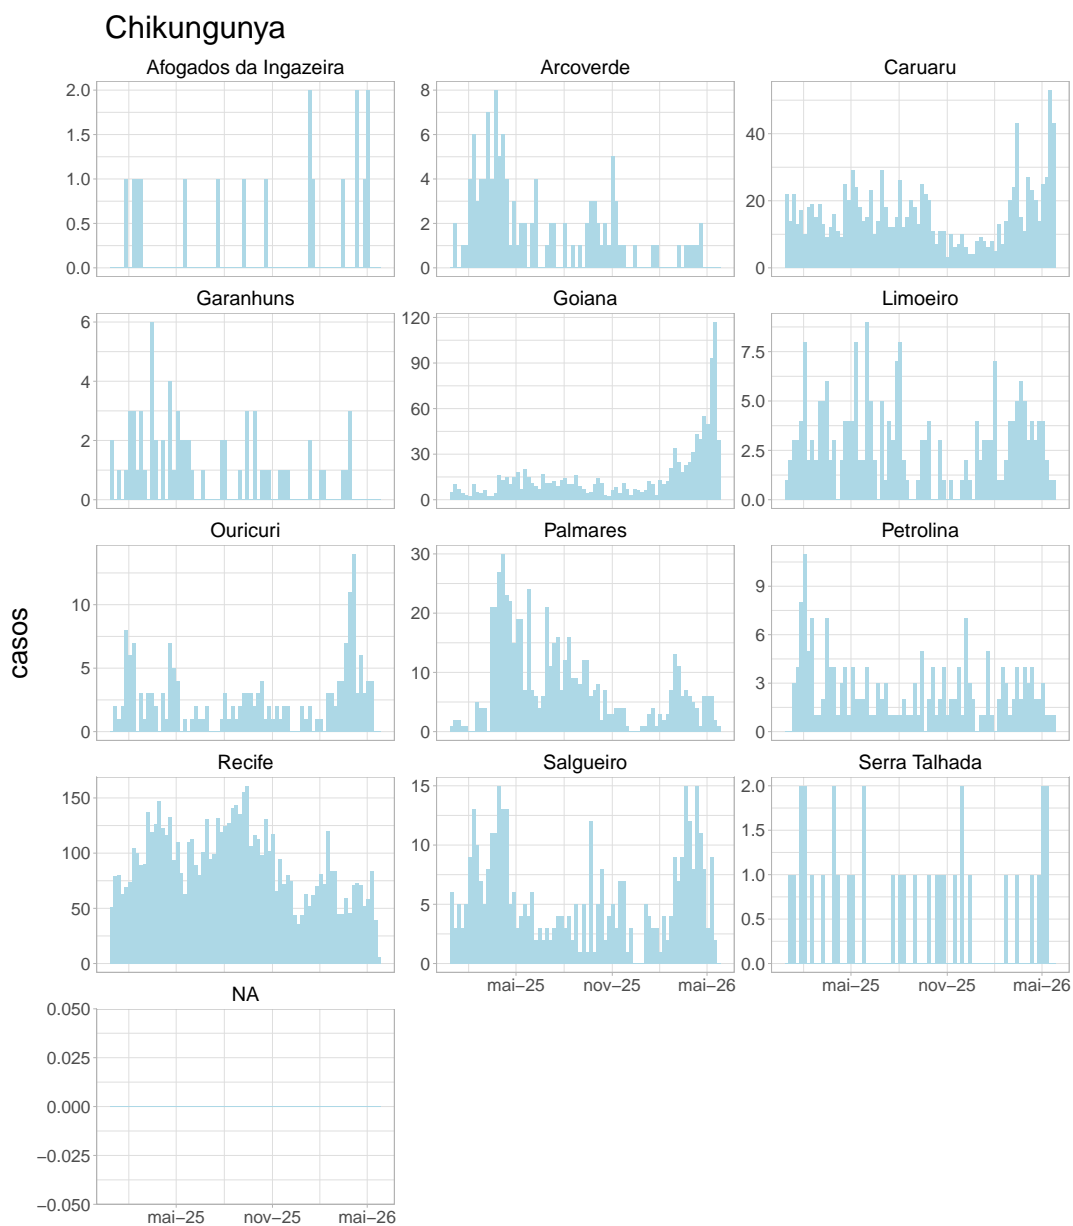 Chikungunya
Afogados da Ingazeira
Arcoverde
Caruaru
2.0
1.5
1.0
0.5
0.0
8
6
4
2
0
40
20
0
Garanhuns
Goiana
Limoeiro
6
4
2
0
120
90
60
30
0
7.5
5.0
2.5
0.0
Ouricuri
Palmares
Petrolina
10
5
0
30
20
10
0
9
6
3
0
casos
Recife
Salgueiro
Serra Talhada
150
100
50
0
15
10
5
0
2.0
1.5
1.0
0.5
0.0
mai−25
nov−25
mai−26
mai−25
nov−25
mai−26
NA
0.050
0.025
0.000
−0.025
−0.050
mai−25
nov−25
mai−26